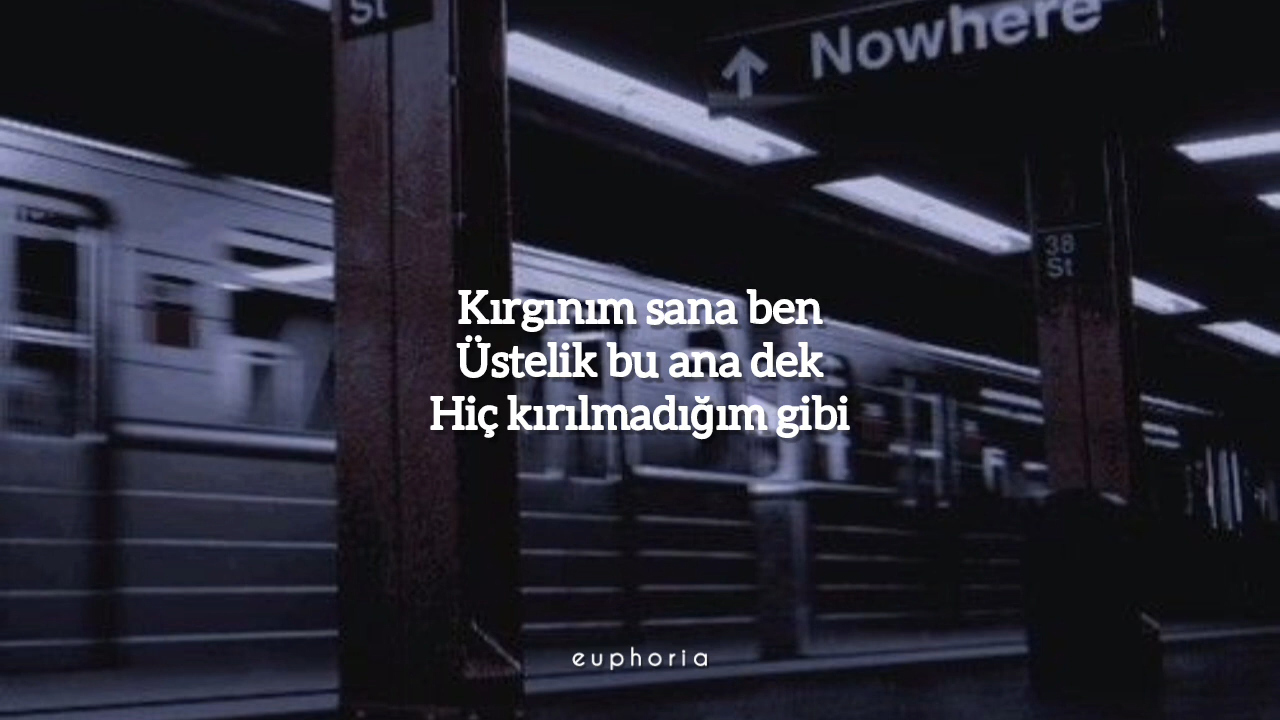 St
Nowhere
38
St
Kırgınım sana ben
Üstelik bu ana dek
Hiç kırılmadığım gibi
euphoria